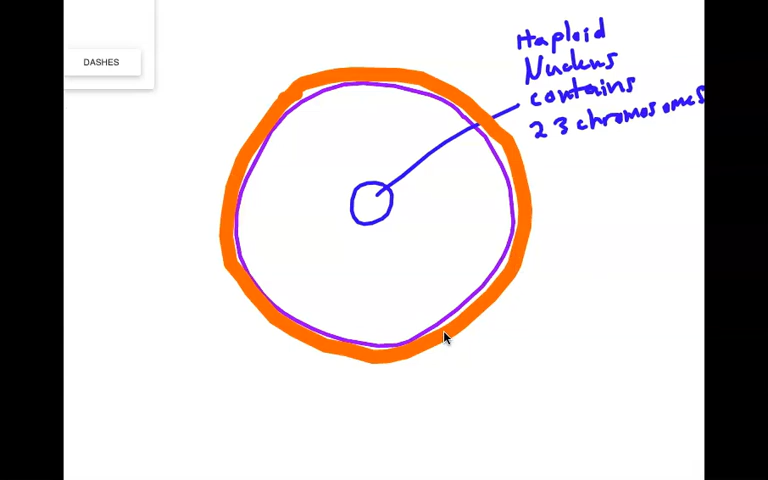 DASHES
Haploid
Nucleus
contains
23 chromosomes